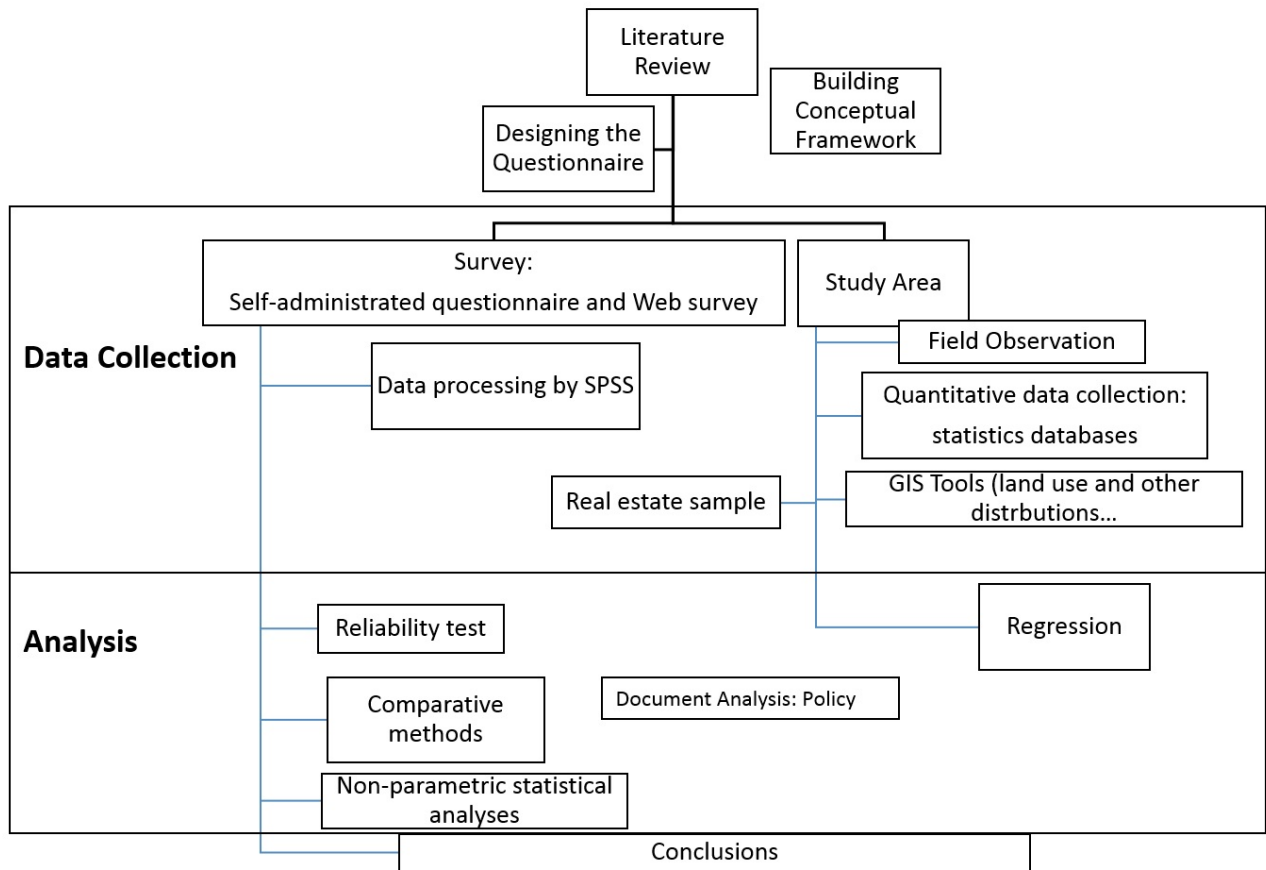 Literature
Review
Building
Conceptual
Framework
Designing the
Questionnaire
Survey:
Self-administrated questionnaire and Web survey
Study Area
Data Collection
Field Observation
Data processing by SPSS
Quantitative data collection:
statistics databases
Real estate sample
GIS Tools (land use and other
distrbutions...
Analysis
Reliability test
Regression
Comparative
methods
Document Analysis: Policy
Non-parametric statistical
analyses
Conclusions